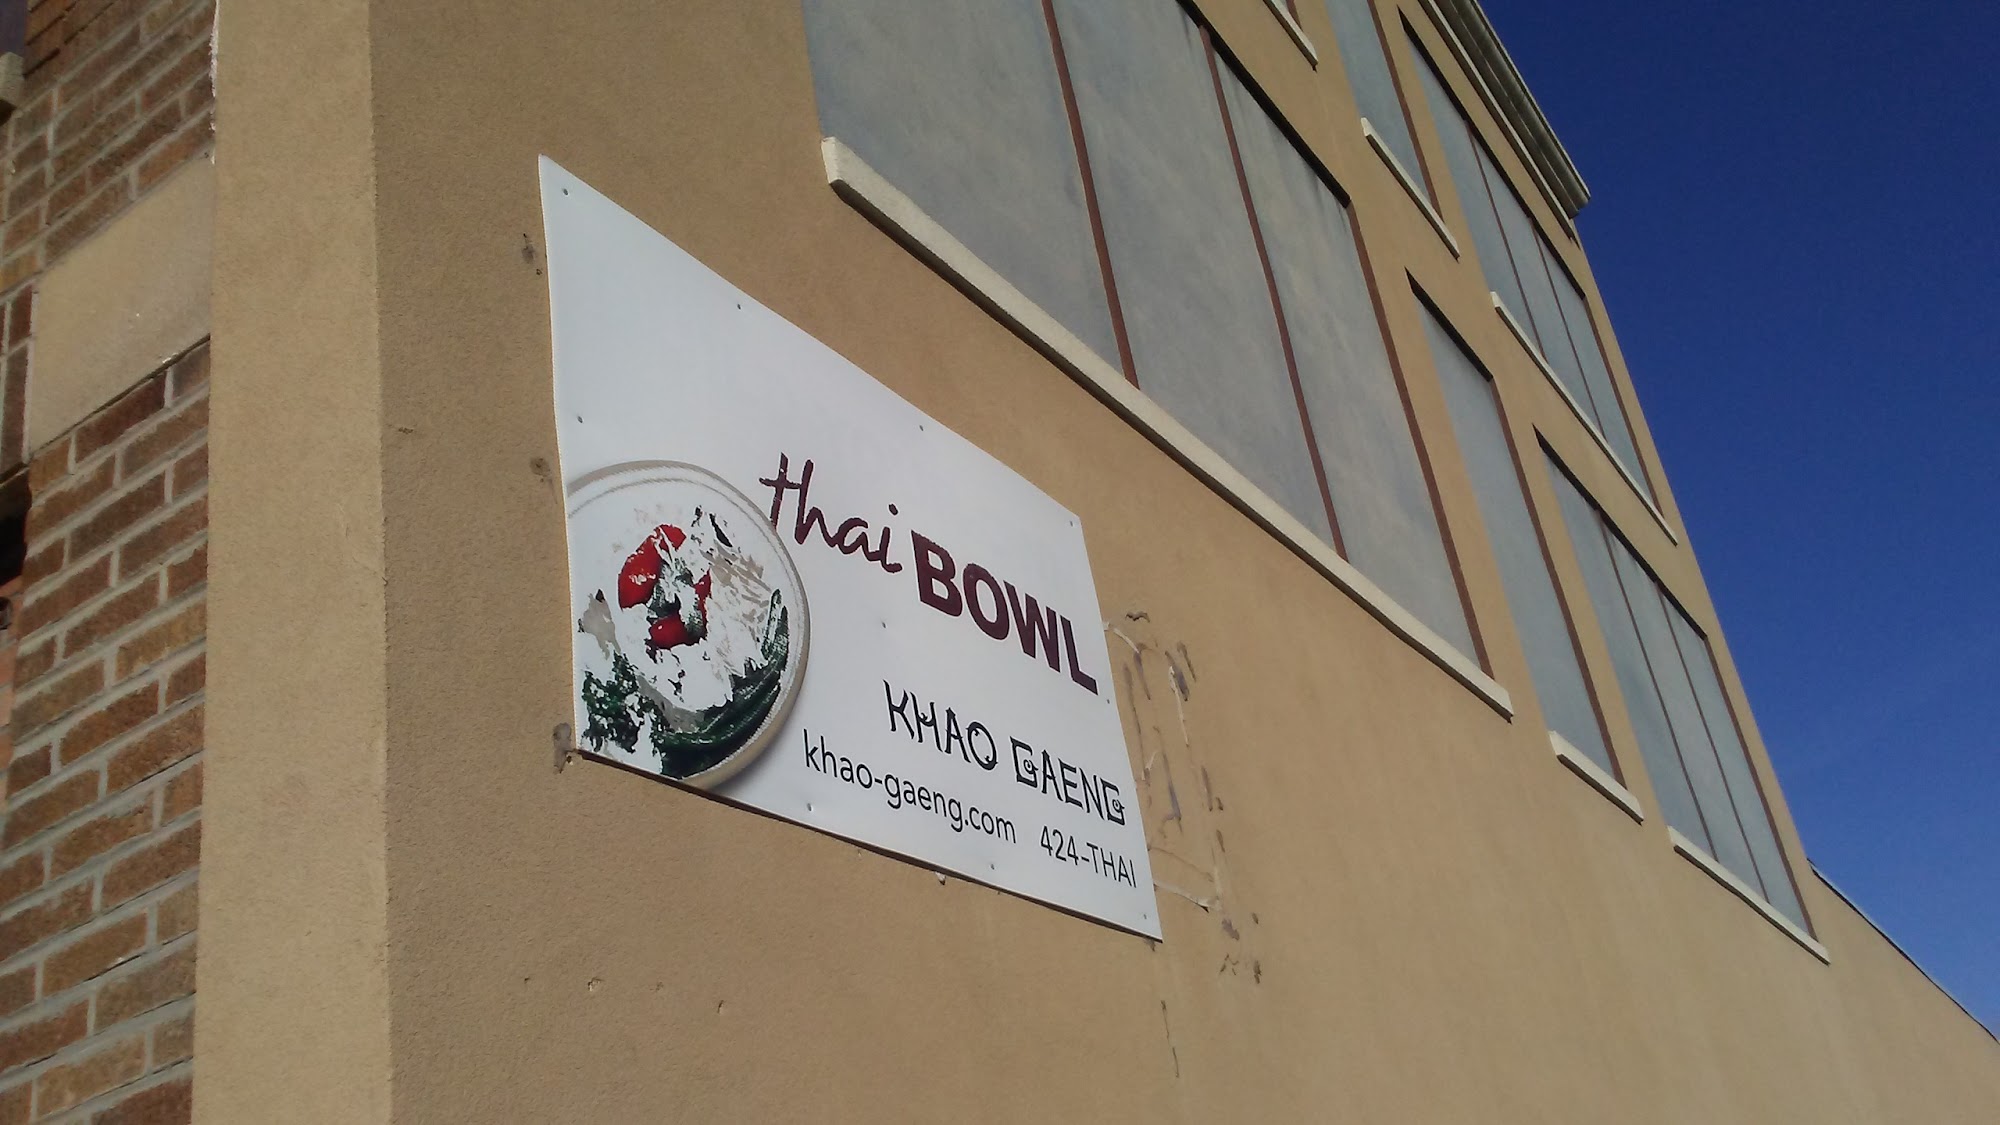 thai BOWL
KHAO GAENG
khao-gaeng.com 424-THAI